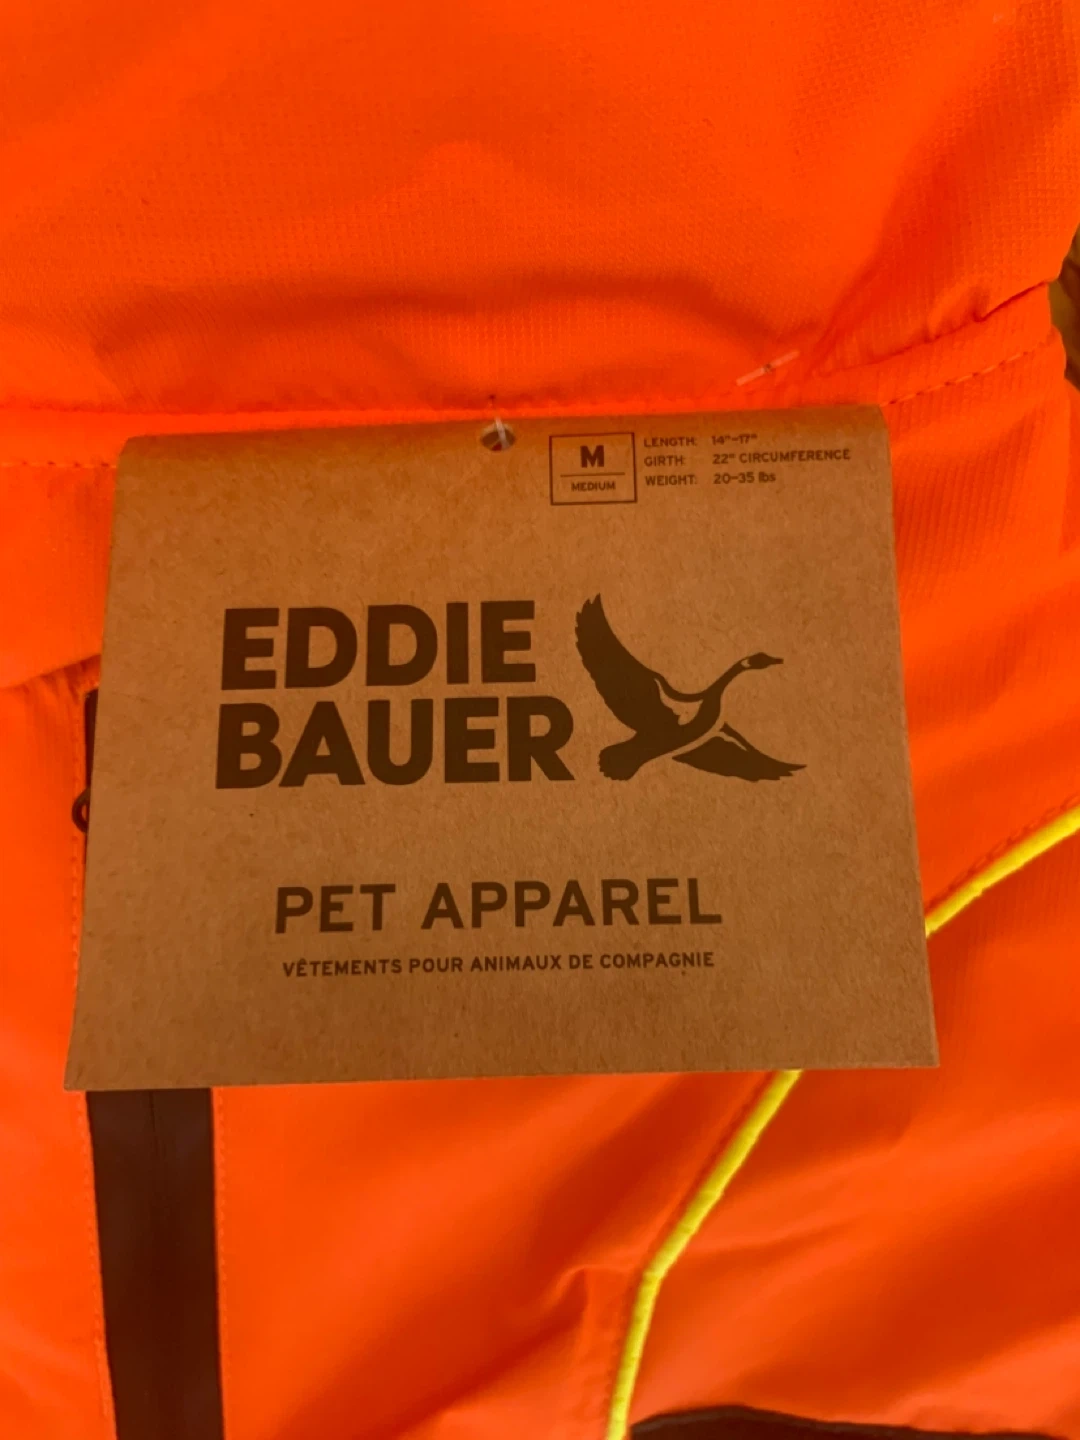 M
MEDIUM
LENGTH: 14"-17"
GIRTH: 22" CIRCUMFERENCE
WEIGHT: 20-35 lbs
EDDIE
BAUER
PET APPAREL
VÊTEMENTS POUR ANIMAUX DE COMPAGNIE